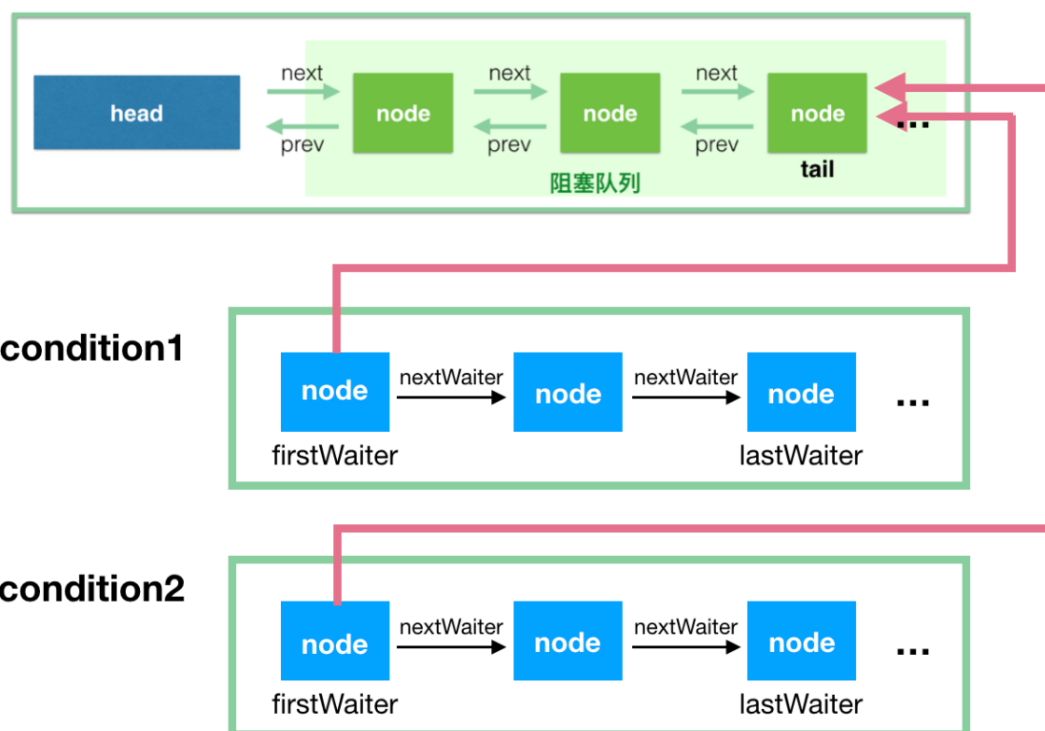 next next next
head node node node ...
prev prev prev
tail
阻塞队列
condition1
node nextWaiter node nextWaiter node ...
firstWaiter lastWaiter
condition2
node nextWaiter node nextWaiter node ...
firstWaiter lastWaiter